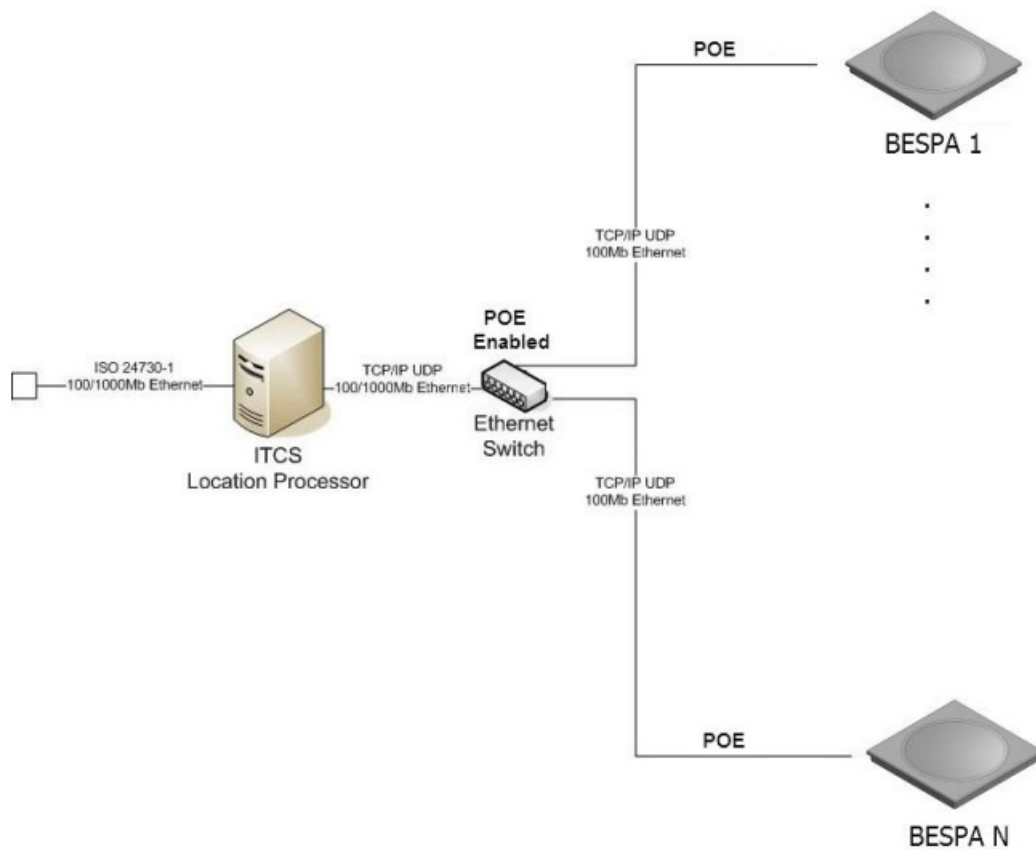 POE
BESPA 1
TCP/IP UDP
100Mb Ethernet
POE
Enabled
ISO 24730-1
100/1000Mb Ethernet
TCP/IP UDP
100/1000Mb Ethernet
Ethernet
Switch
ITCS
Location Processor
TCP/IP UDP
100Mb Ethernet
POE
BESPA N